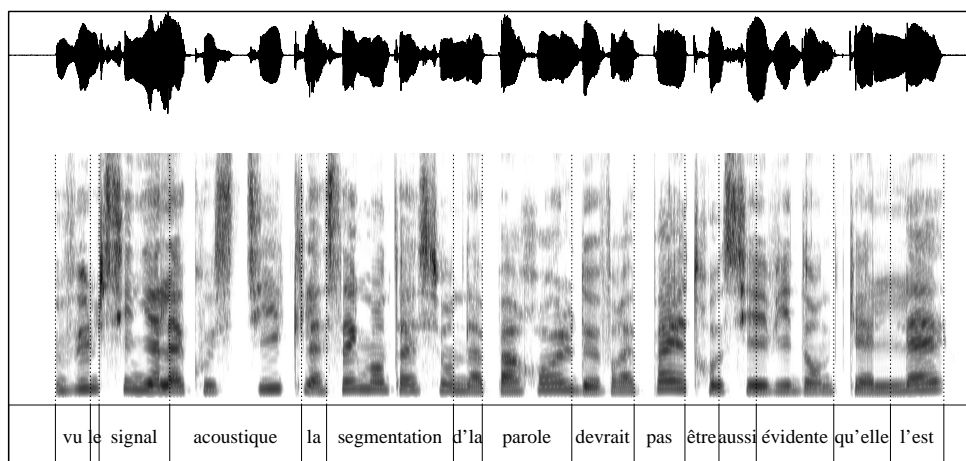 vu le signal acoustique la segmentation d'la parole devrait pas être aussi évidente qu'elle l'est